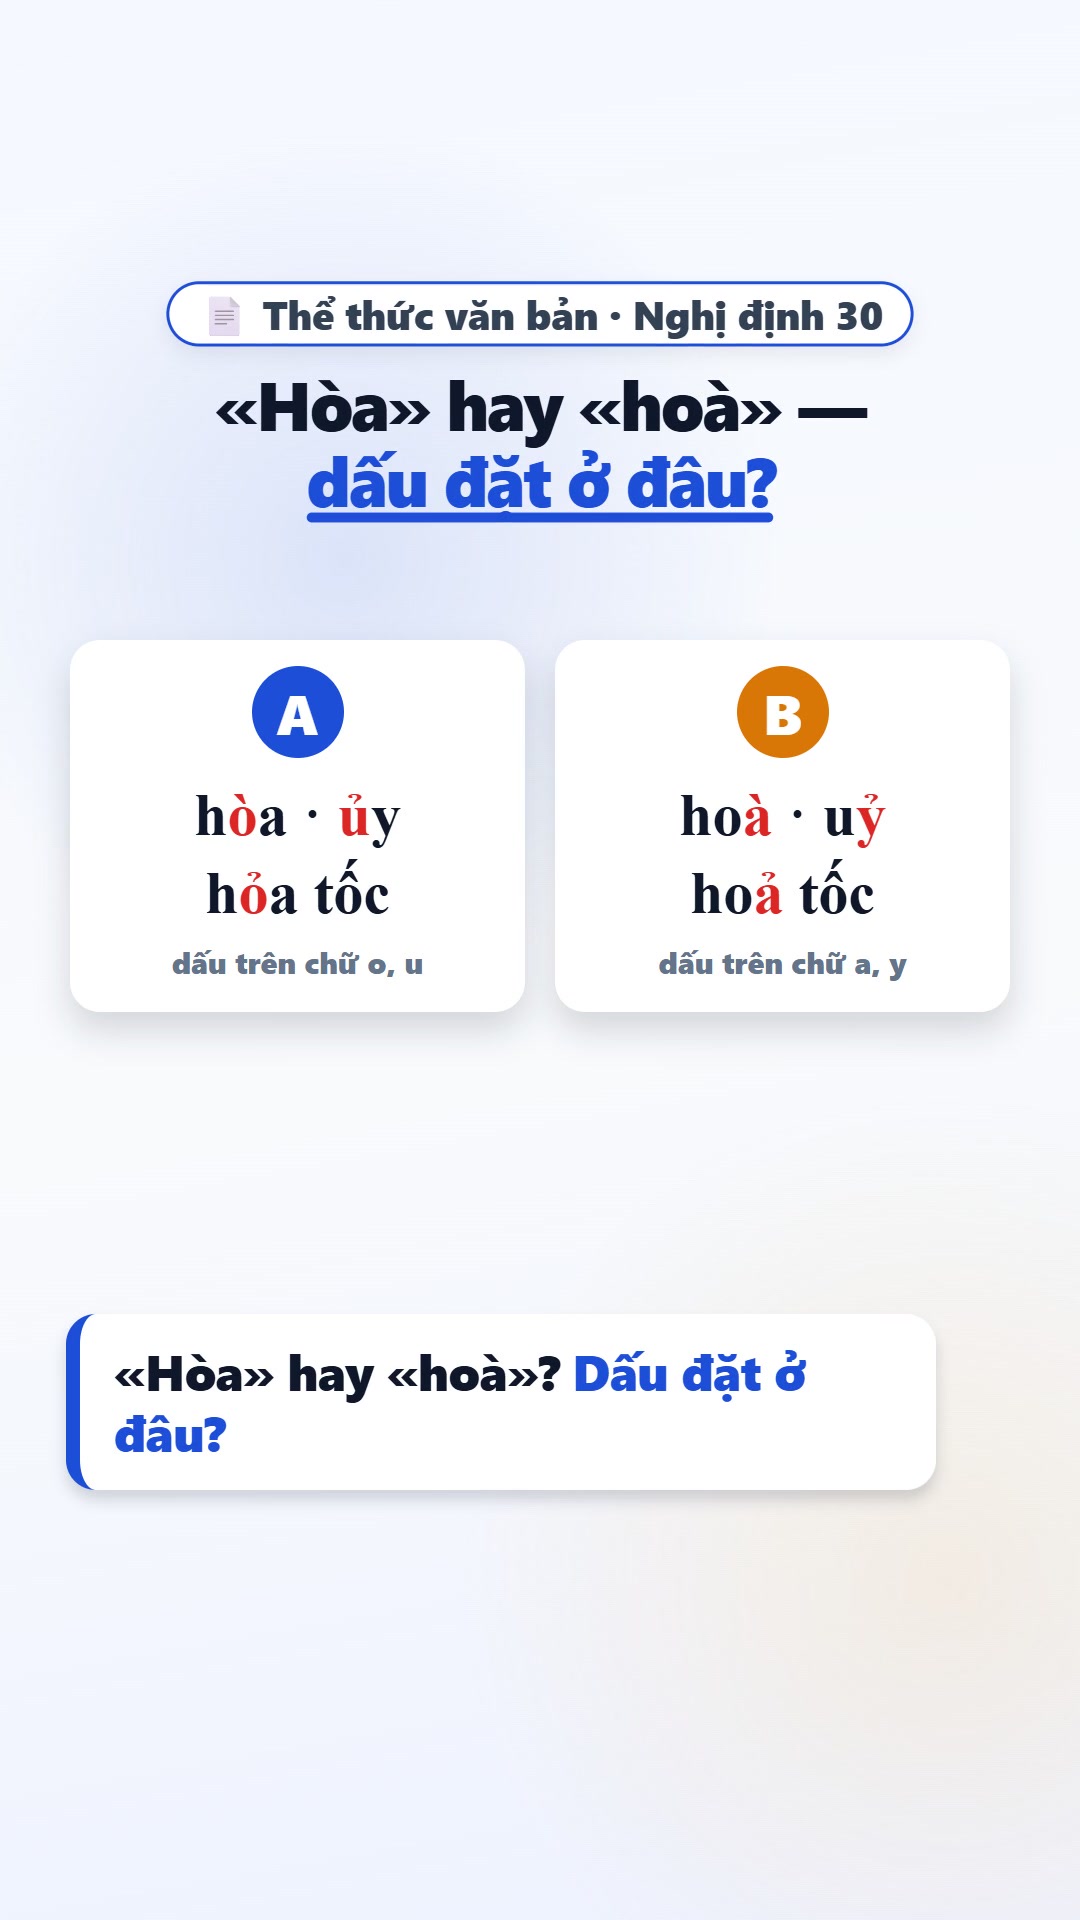 Thể thức văn bản · Nghị định 30
«Hòa» hay «hoà» —
dấu đặt ở đâu?
A
hòa · ủy
hỏa tốc
dấu trên chữ o, u
B
hoà · uỷ
hoả tốc
dấu trên chữ a, y
«Hòa» hay «hoà»? Dấu đặt ở
đâu?